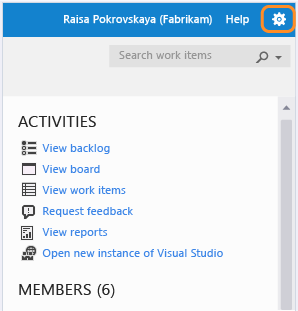 Raisa Pokrovskaya (Fabrikam) Help
Search work items
ACTIVITIES
View backlog
View board
View work items
Request feedback
View reports
Open new instance of Visual Studio
MEMBERS (6)